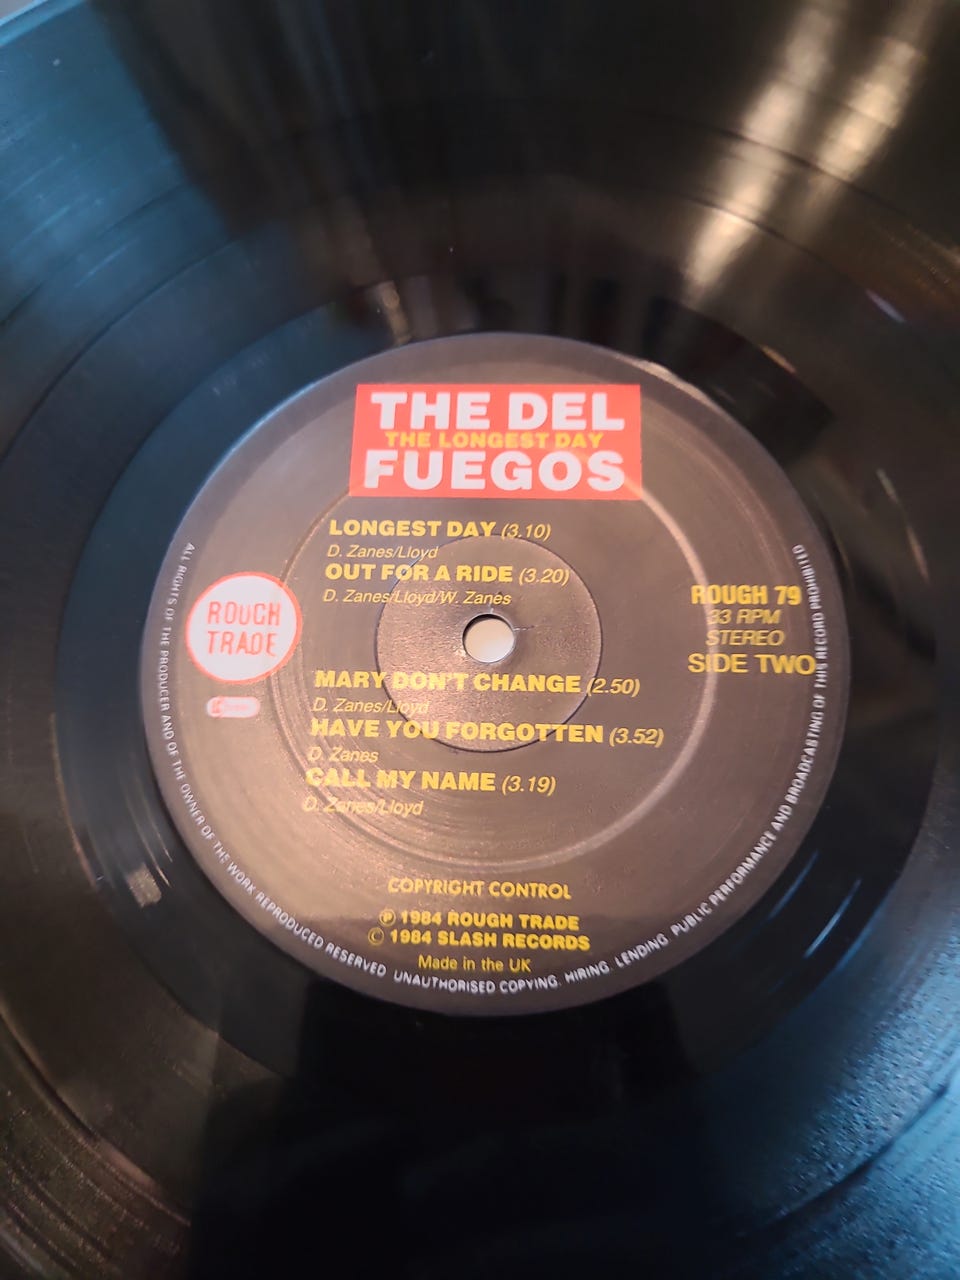 THE DEL
THE LONGEST DAY
FUEGOS
LONGEST DAY (3.10)
D. Zanes/Lloyd
OUT FOR A RIDE (3.20)
D. Zanes/Lloyd/W. Zanes
ROUGH
TRADE
ROUGH 79
33 RPM
STEREO
SIDE TWO
MARY DON'T CHANGE (2.50)
D. Zanes/Lloyd
HAVE YOU FORGOTTEN (3.52)
D. Zanes
CALL MY NAME (3.19)
D. Zanes/Lloyd
COPYRIGHT CONTROL
℗ 1984 ROUGH TRADE
© 1984 SLASH RECORDS
Made in the UK
ALL RIGHTS OF THE PRODUCER AND OF THE OWNER OF THE WORK REPRODUCED RESERVED UNAUTHORISED COPYING, HIRING, LENDING PUBLIC PERFORMANCE AND BROADCASTING OF THIS RECORD PROHIBITED